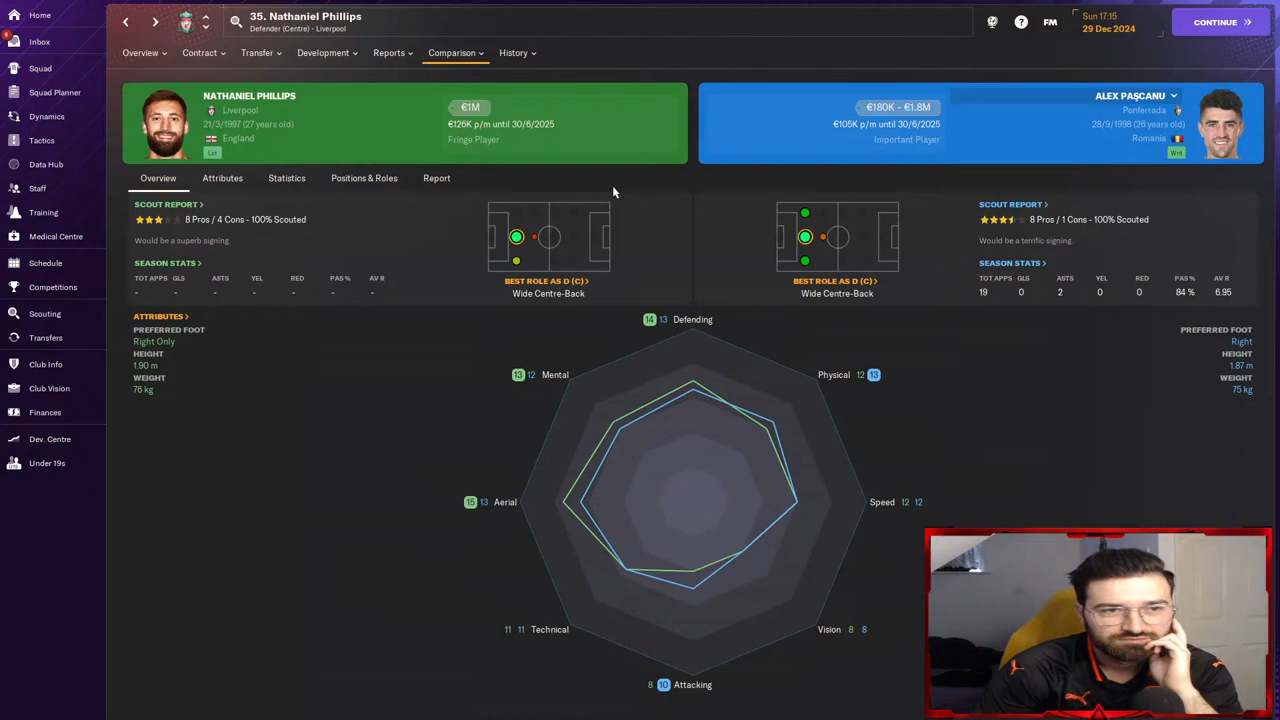 Home
35. Nathaniel Phillips
Defender (Centre) - Liverpool
FM
Sun 17:15
29 Dec 2024
CONTINUE
8
Inbox
Squad
Squad Planner
Dynamics
Tactics
Data Hub
Staff
Training
Medical Centre
Schedule
Competitions
Scouting
Transfers
Club Info
Club Vision
Finances
Dev. Centre
Under 19s
Overview
Contract
Transfer
Development
Reports
Comparison
History
NATHANIEL PHILLIPS
Liverpool
21/3/1997 (27 years old)
England
Lst
€1M
€126K p/m until 30/6/2025
Fringe Player
€180K - €1.8M
€105K p/m until 30/6/2025
Important Player
ALEX PAŞCANU
Ponferrada
28/9/1998 (26 years old)
Romania
Wnt
Overview
Attributes
Statistics
Positions & Roles
Report
SCOUT REPORT
8 Pros / 4 Cons - 100% Scouted
Would be a superb signing.
SEASON STATS
TOT APPS GLS ASTS YEL RED PAS % AV R
- - - - - - -
BEST ROLE AS D (C)
Wide Centre-Back
BEST ROLE AS D (C)
Wide Centre-Back
SCOUT REPORT
8 Pros / 1 Cons - 100% Scouted
Would be a terrific signing.
SEASON STATS
TOT APPS GLS ASTS YEL RED PAS % AV R
19 0 2 0 0 84 % 6.95
ATTRIBUTES
PREFERRED FOOT
Right Only
HEIGHT
1.90 m
WEIGHT
76 kg
PREFERRED FOOT
Right
HEIGHT
1.87 m
WEIGHT
75 kg
14 13 Defending
13 12 Mental
Physical 12 13
15 13 Aerial
Speed 12 12
11 11 Technical
Vision 8 8
8 10 Attacking